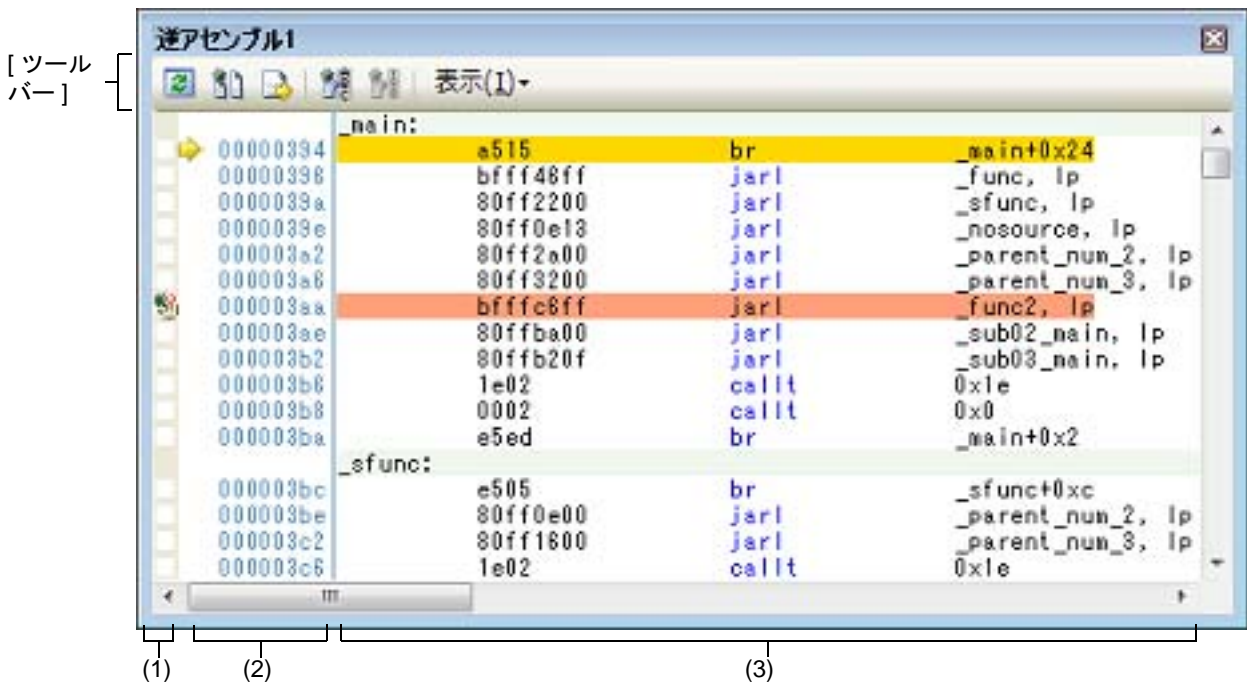 逆アセンブル1
[ツール
バー]
表示(I)
_main:
00000394 a515 br _main+0x24
00000396 bfff46ff jarl _func, lp
0000039a 80ff2200 jarl _sfunc, lp
0000039e 80ff0e13 jarl _nosource, lp
000003a2 80ff2a00 jarl _parent_num_2, lp
000003a6 80ff3200 jarl _parent_num_3, lp
000003aa bfffc6ff jarl _func2, lp
000003ae 80ffba00 jarl _sub02_main, lp
000003b2 80ffb20f jarl _sub03_main, lp
000003b6 1e02 callt 0x1e
000003b8 0002 callt 0x0
000003ba e5ed br _main+0x2
_sfunc:
000003bc e505 br _sfunc+0xc
000003be 80ff0e00 jarl _parent_num_2, lp
000003c2 80ff1600 jarl _parent_num_3, lp
000003c6 1e02 callt 0x1e
(1) (2) (3)